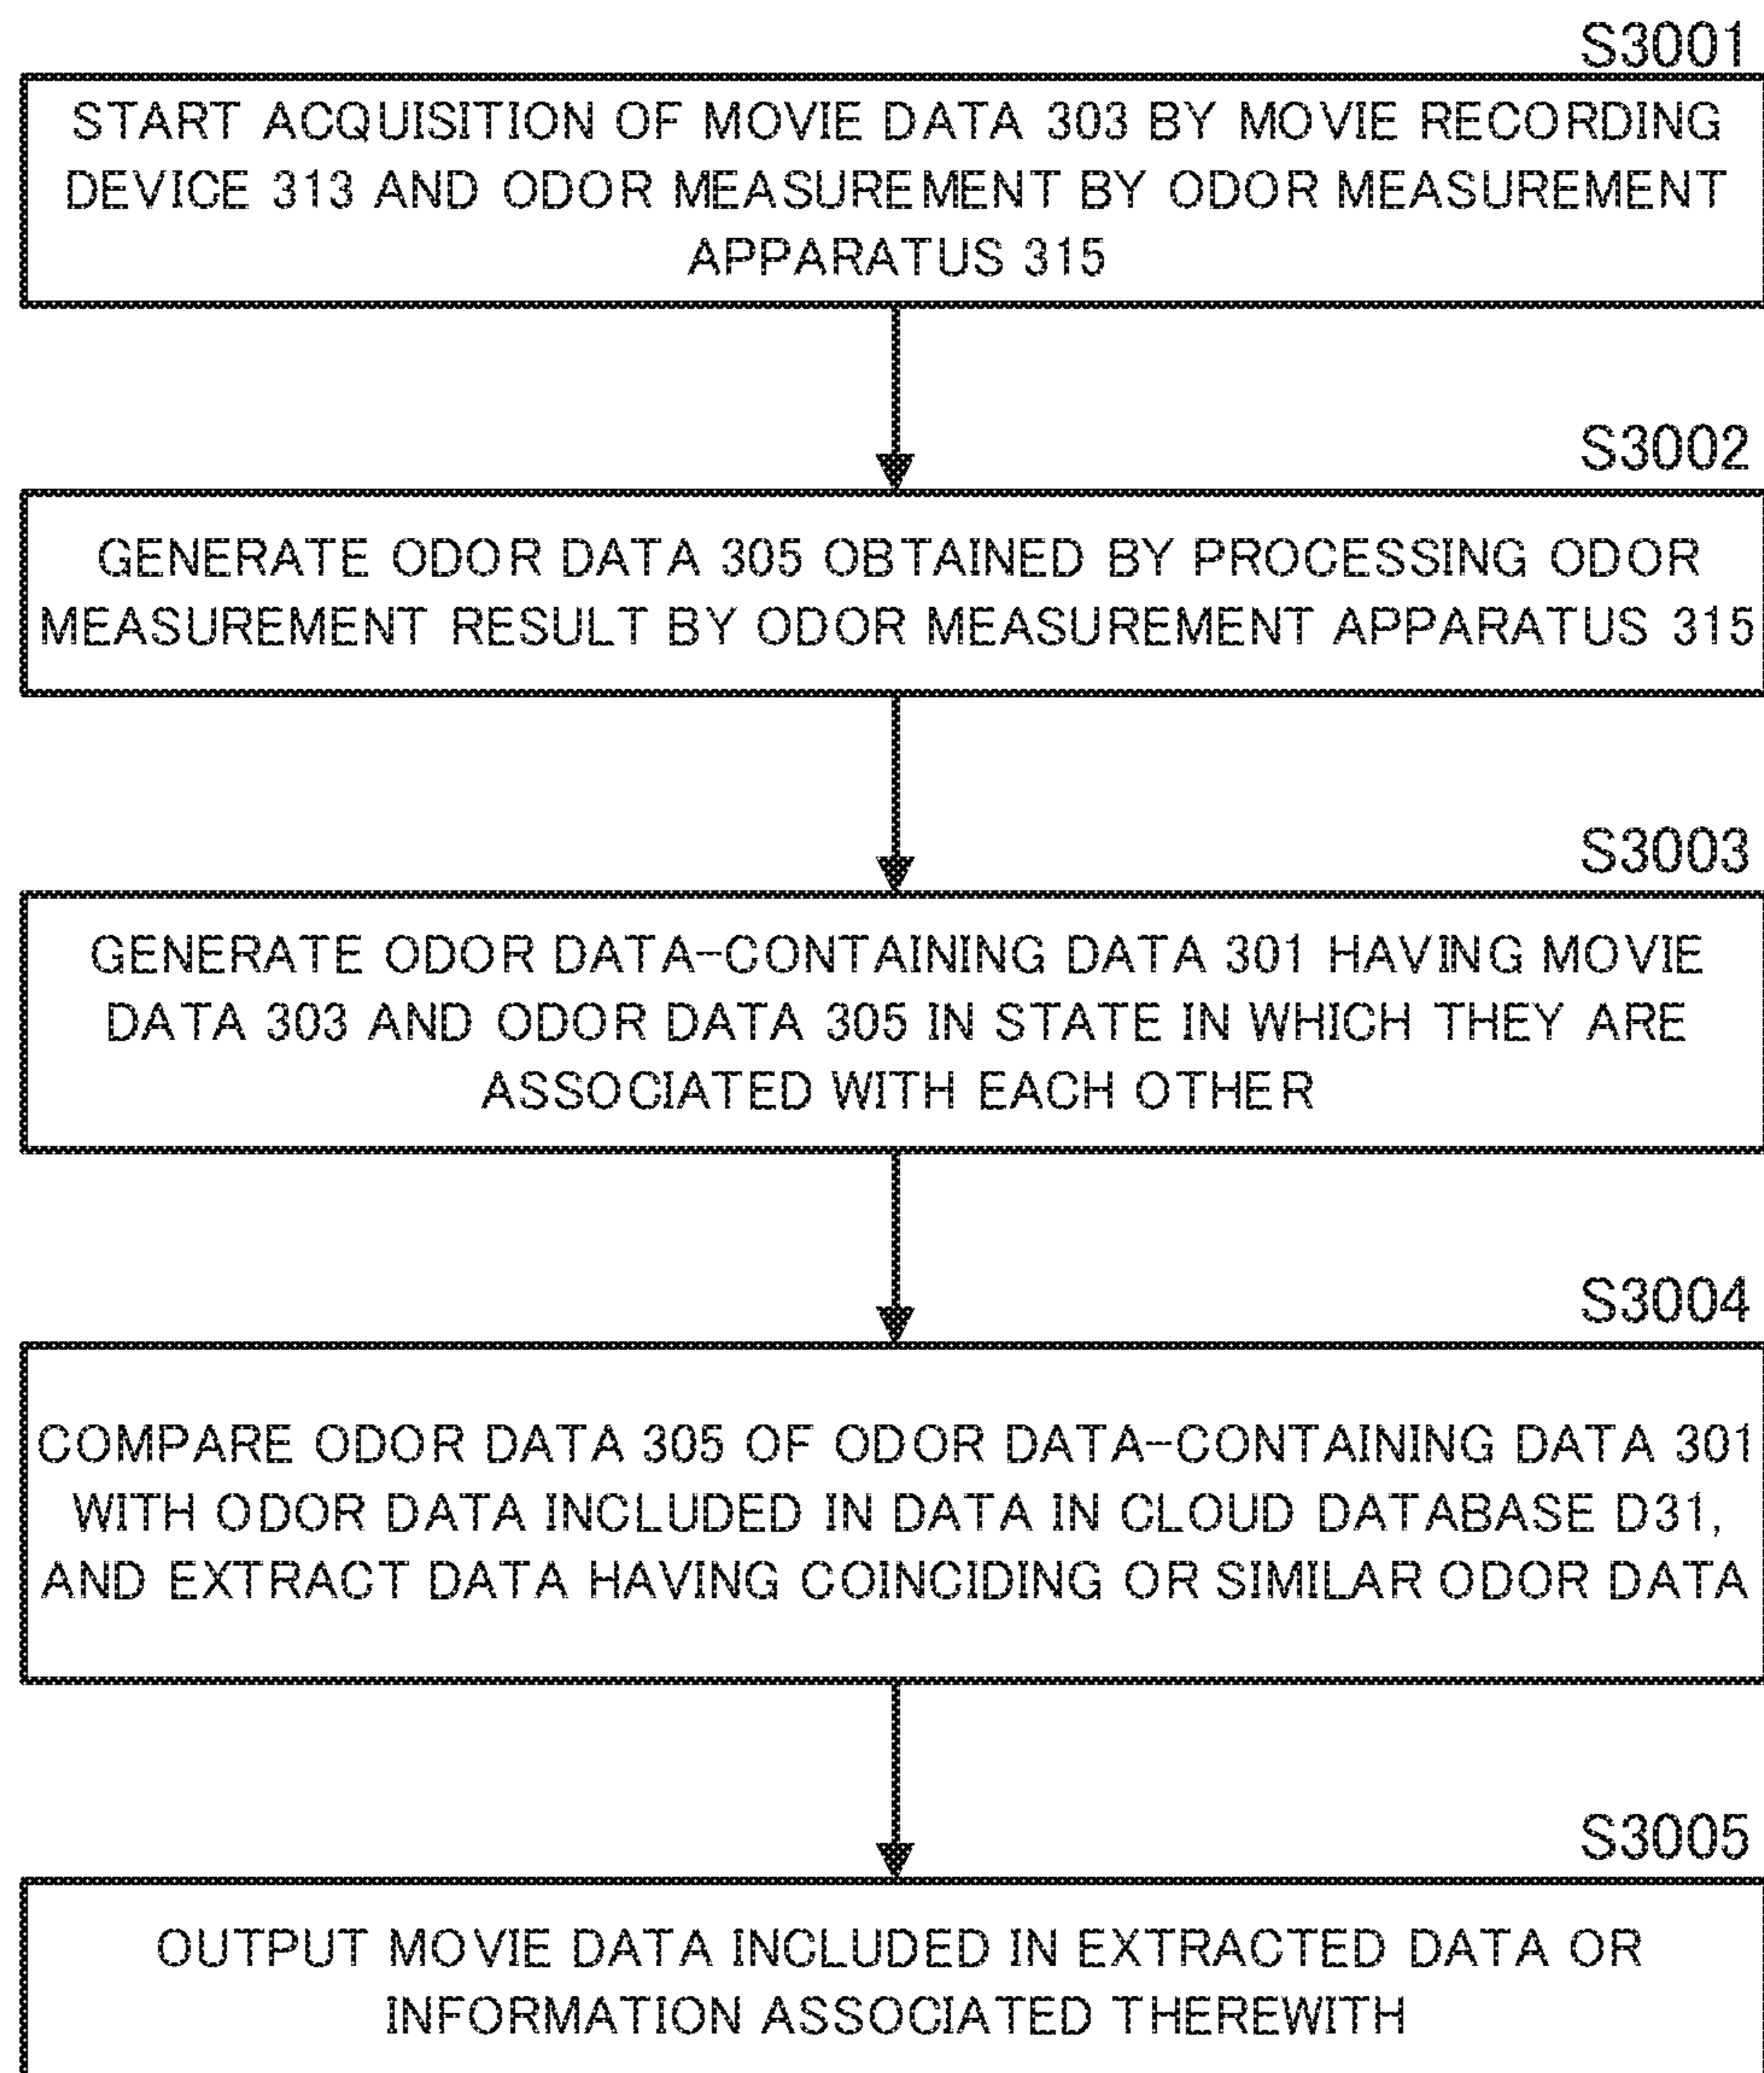 S3001
START ACQUISITION OF MOVIE DATA 303 BY MOVIE RECORDING
DEVICE 313 AND ODOR MEASUREMENT BY ODOR MEASUREMENT
APPARATUS 315
S3002
GENERATE ODOR DATA 305 OBTAINED BY PROCESSING ODOR
MEASUREMENT RESULT BY ODOR MEASUREMENT APPARATUS 315
S3003
GENERATE ODOR DATA-CONTAINING DATA 301 HAVING MOVIE
DATA 303 AND ODOR DATA 305 IN STATE IN WHICH THEY ARE
ASSOCIATED WITH EACH OTHER
S3004
COMPARE ODOR DATA 305 OF ODOR DATA-CONTAINING DATA 301
WITH ODOR DATA INCLUDED IN DATA IN CLOUD DATABASE D31,
AND EXTRACT DATA HAVING COINCIDING OR SIMILAR ODOR DATA
S3005
OUTPUT MOVIE DATA INCLUDED IN EXTRACTED DATA OR
INFORMATION ASSOCIATED THEREWITH